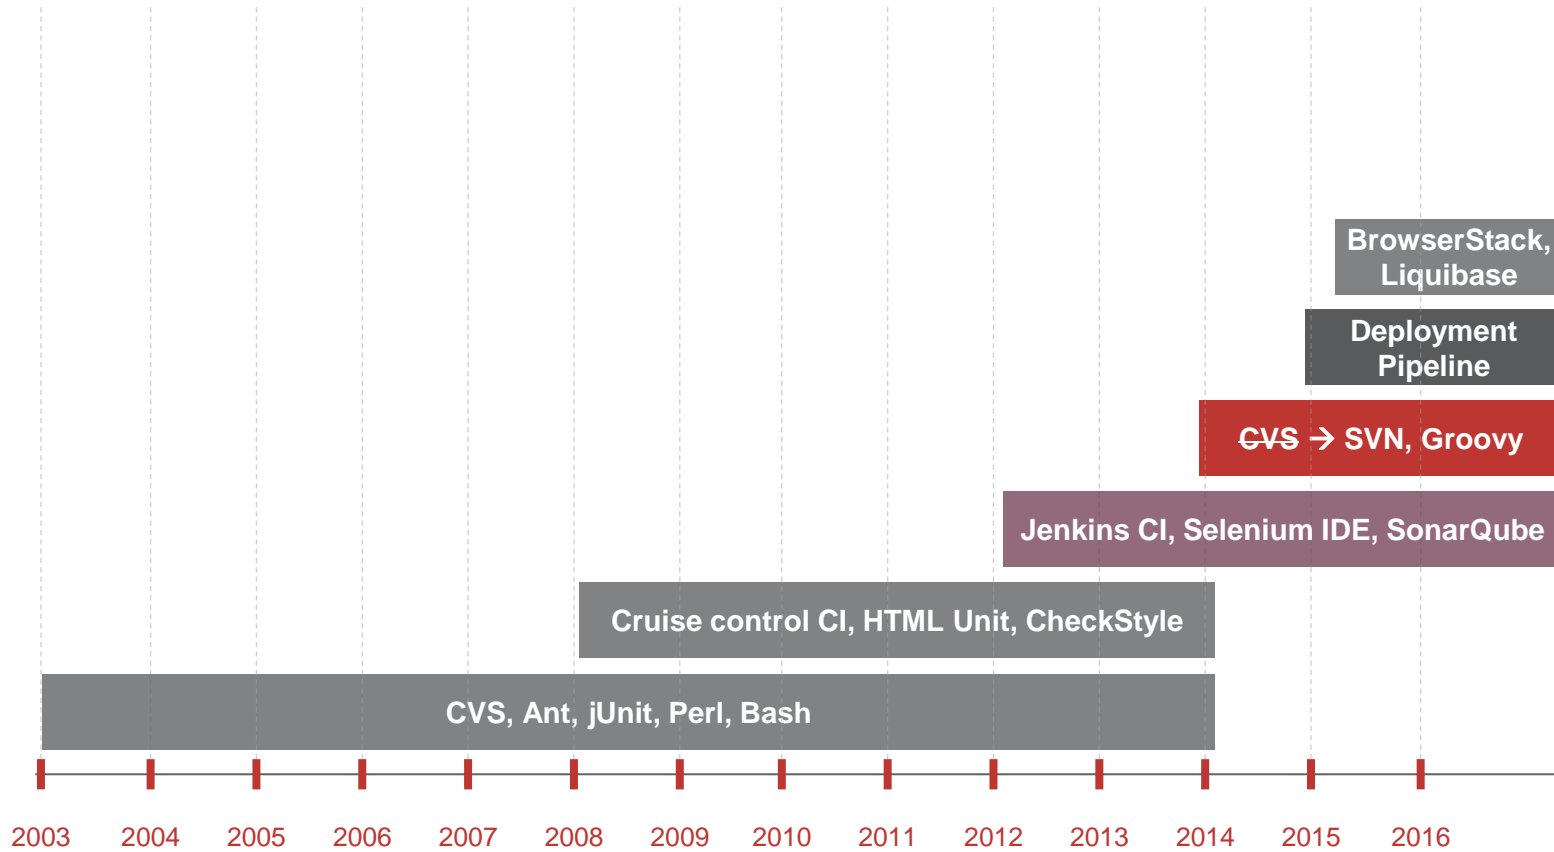 BrowserStack,
Liquibase
Deployment
Pipeline
CVS → SVN, Groovy
Jenkins CI, Selenium IDE, SonarQube
Cruise control CI, HTML Unit, CheckStyle
CVS, Ant, jUnit, Perl, Bash
2003 2004 2005 2006 2007 2008 2009 2010 2011 2012 2013 2014 2015 2016